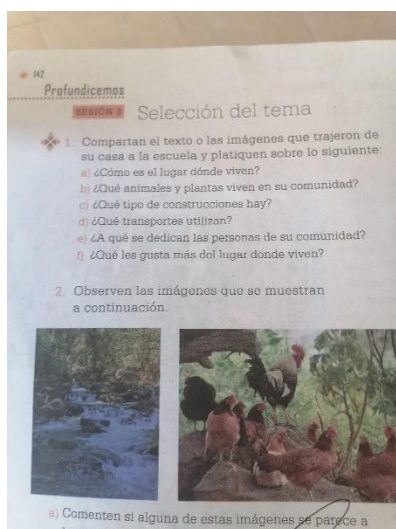 142
Profundicemos
SESIÓN 3 Selección del tema
1. Compartan el texto o las imágenes que trajeron de
su casa a la escuela y platiquen sobre lo siguiente:
a) ¿Cómo es el lugar dónde viven?
b) ¿Qué animales y plantas viven en su comunidad?
c) ¿Qué tipo de construcciones hay?
d) ¿Qué transportes utilizan?
e) ¿A qué se dedican las personas de su comunidad?
f) ¿Qué les gusta más del lugar donde viven?
2. Observen las imágenes que se muestran
a continuación.
a) Comenten si alguna de estas imágenes se parece a